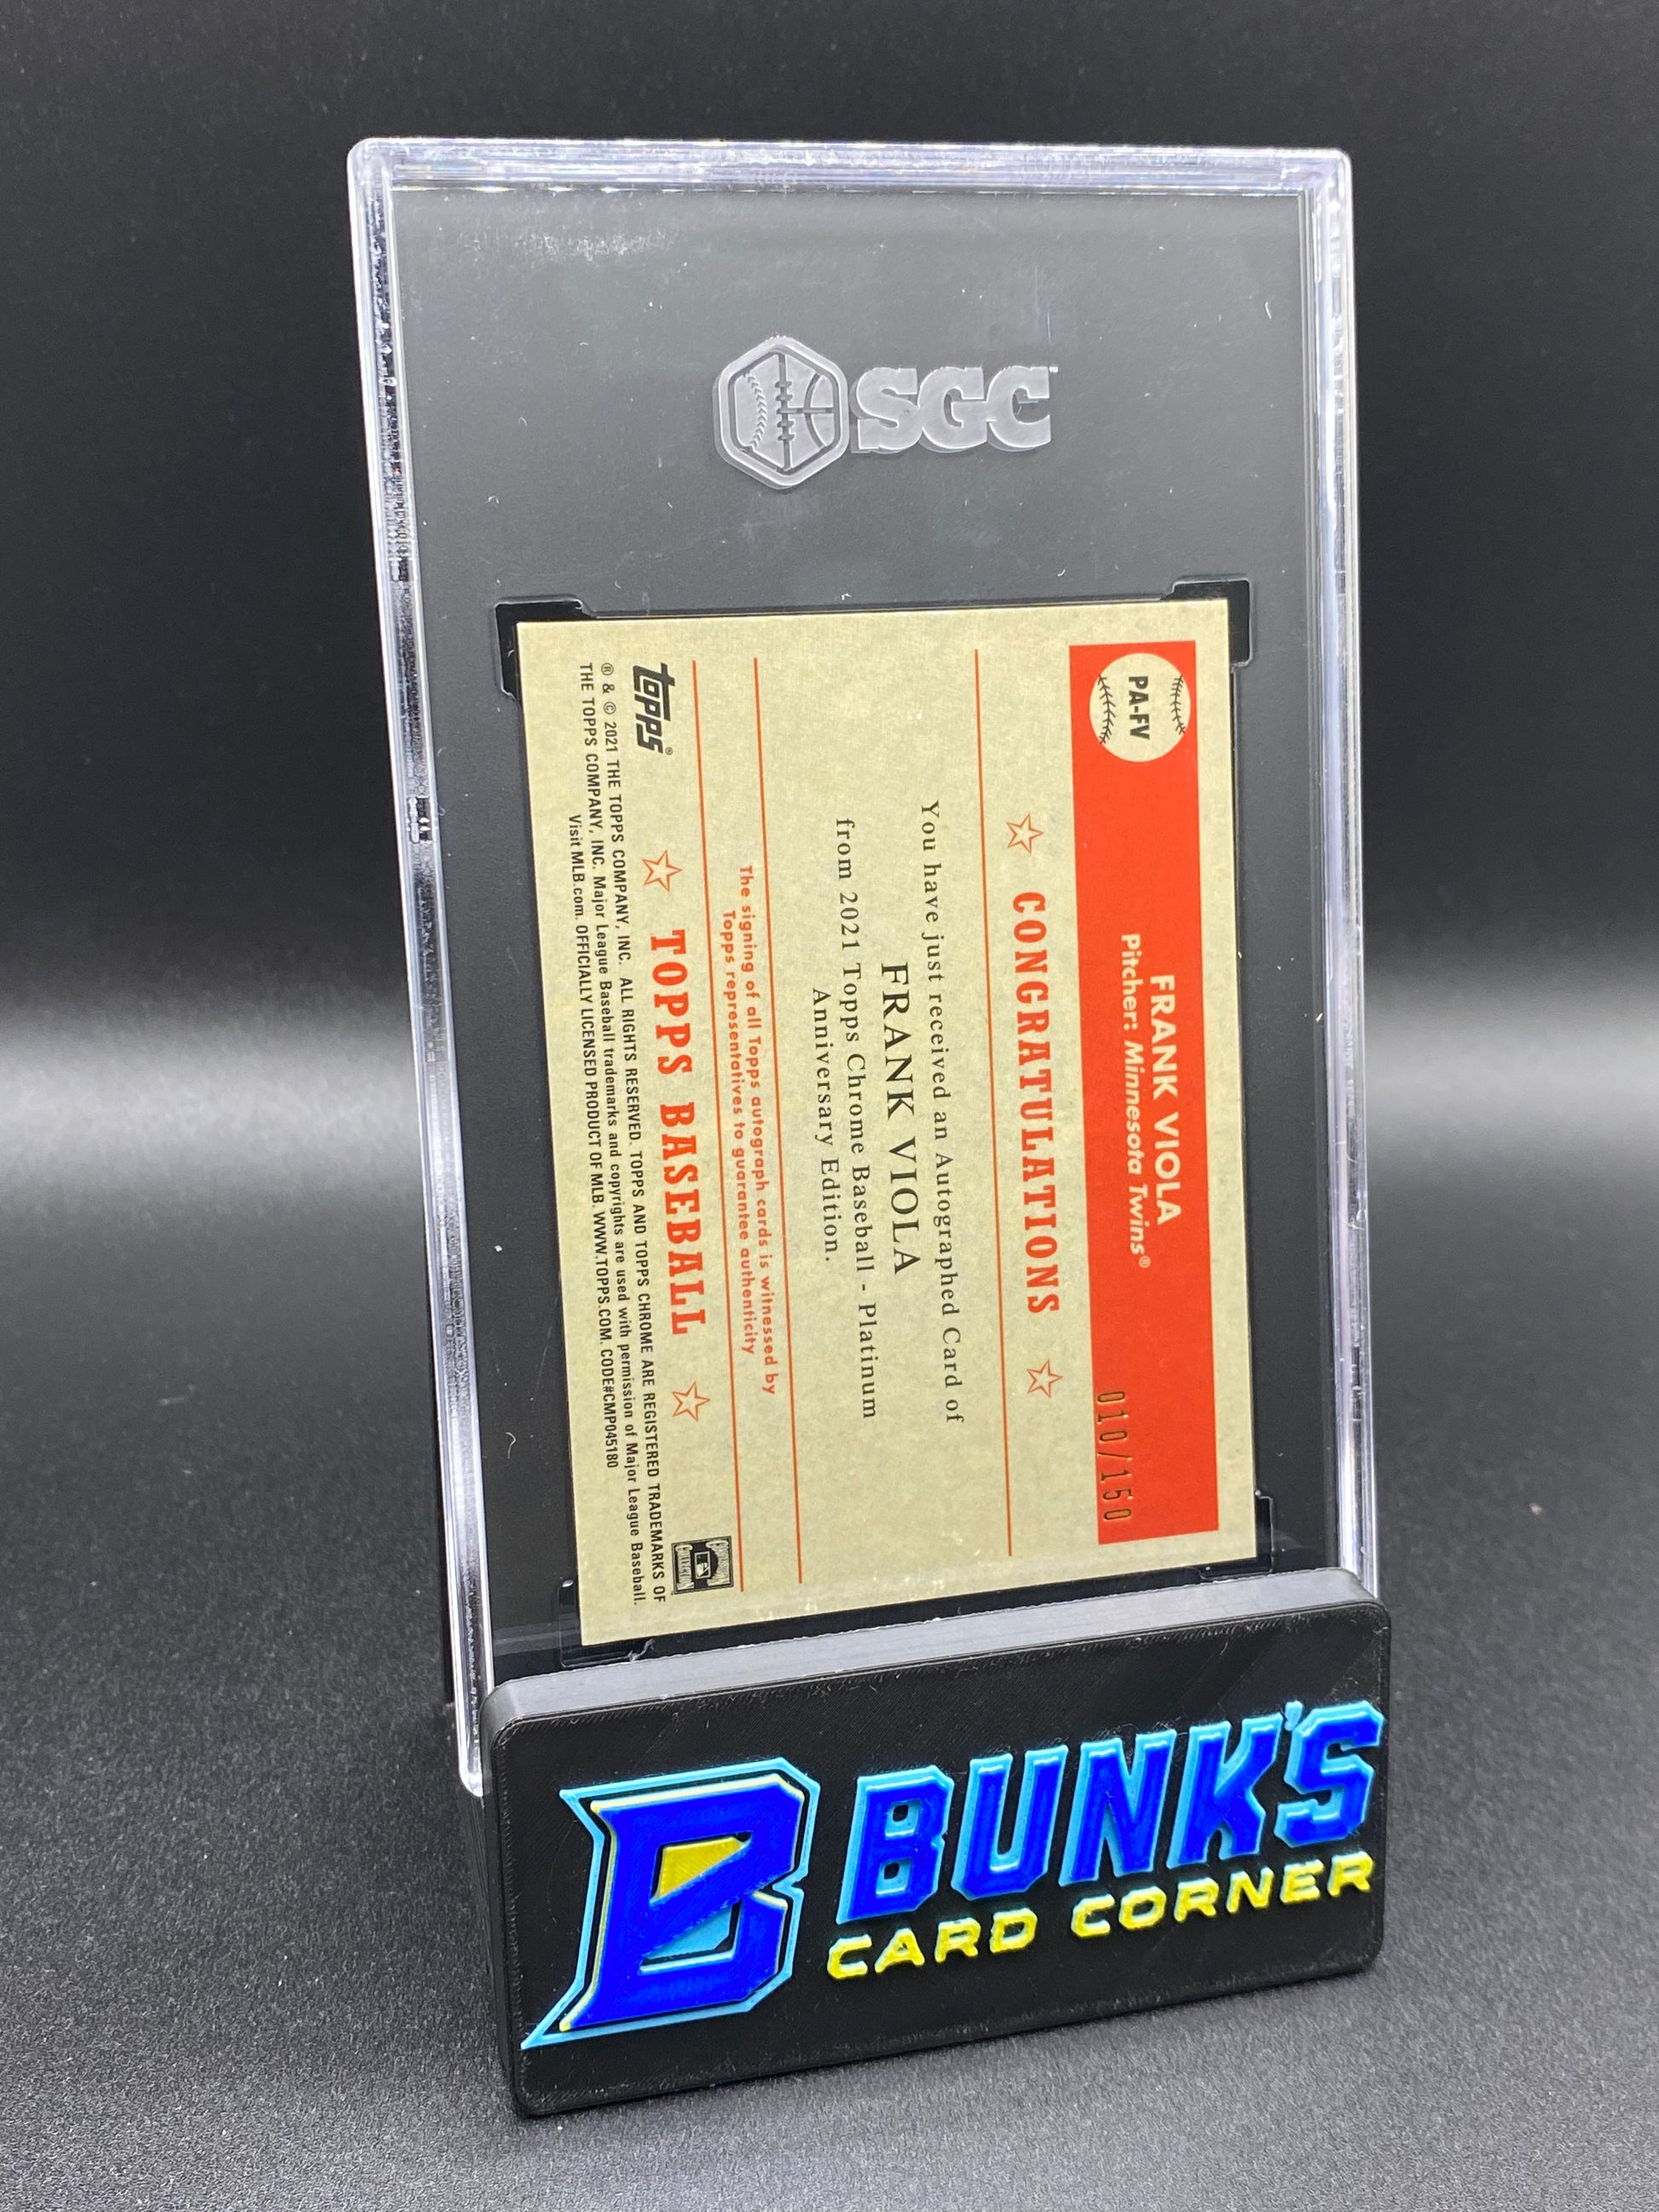 SGC
PA-FV
FRANK VIOLA
Pitcher: Minnesota Twins®
010/150
CONGRATULATIONS
You have just received an Autographed Card of
FRANK VIOLA
from 2021 Topps Chrome Baseball - Platinum
Anniversary Edition.
The signing of all Topps autograph cards is witnessed by
Topps representatives to guarantee authenticity
topps®
TOPPS BASEBALL
® & © 2021 THE TOPPS COMPANY, INC. ALL RIGHTS RESERVED. TOPPS AND TOPPS CHROME ARE REGISTERED TRADEMARKS OF
THE TOPPS COMPANY, INC. Major League Baseball trademarks and copyrights are used with permission of Major League Baseball.
Visit MLB.com. OFFICIALLY LICENSED PRODUCT OF MLB. WWW.TOPPS.COM. CODE#CMP045180
B
BUNK'S
CARD CORNER